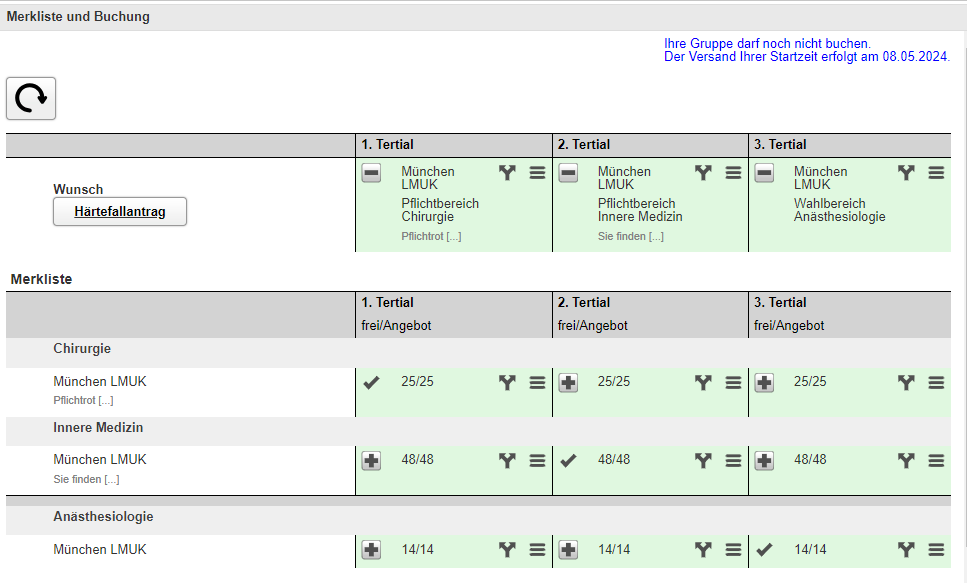 Merkliste und Buchung
Ihre Gruppe darf noch nicht buchen.
Der Versand Ihrer Startzeit erfolgt am 08.05.2024.
1. Tertial
2. Tertial
3. Tertial
Wunsch
Härtefallantrag
München
LMUK
Pflichtbereich
Chirurgie
Pflichtrot [...]
München
LMUK
Pflichtbereich
Innere Medizin
Sie finden [...]
München
LMUK
Wahlbereich
Anästhesiologie
Merkliste
1. Tertial
2. Tertial
3. Tertial
frei/Angebot
frei/Angebot
frei/Angebot
Chirurgie
München LMUK
Pflichtrot [...]
25/25
25/25
25/25
Innere Medizin
München LMUK
Sie finden [...]
48/48
48/48
48/48
Anästhesiologie
München LMUK
14/14
14/14
14/14